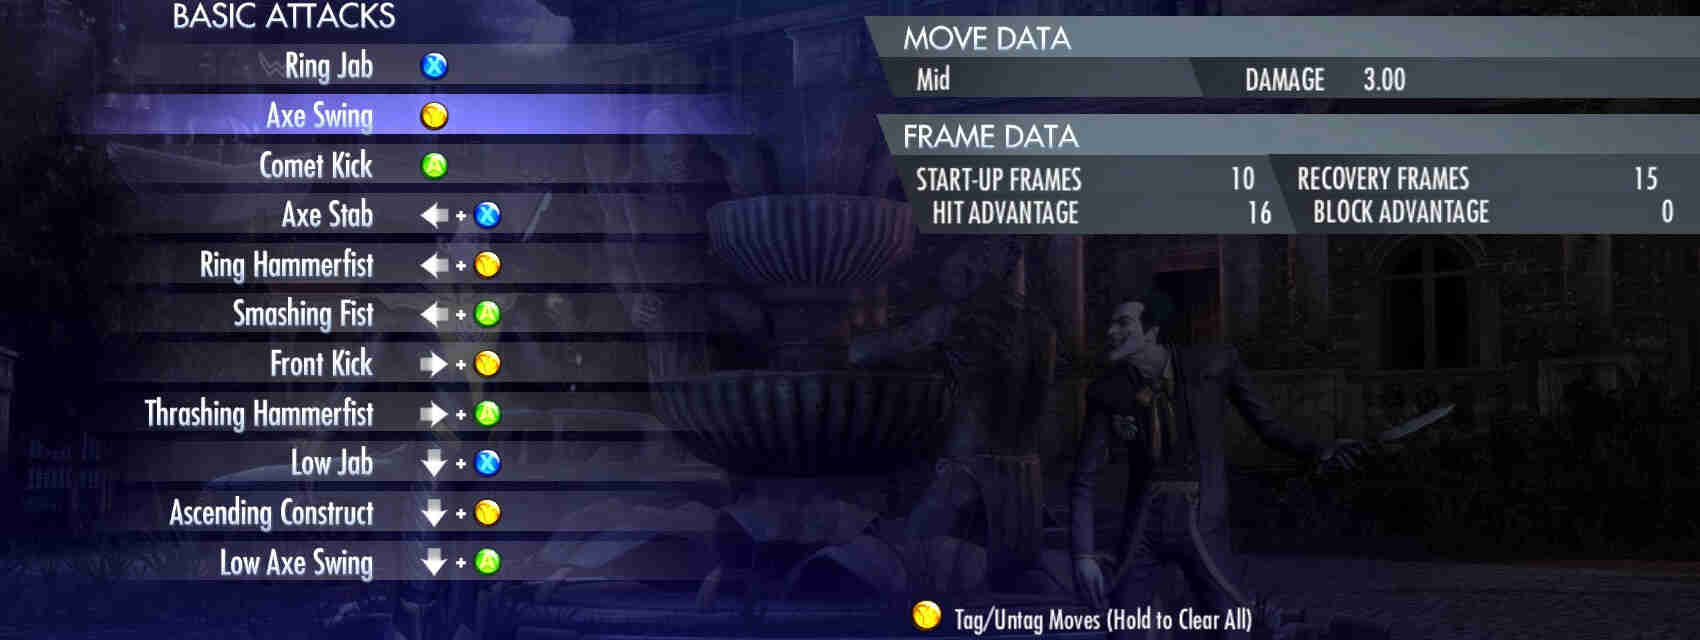 BASIC ATTACKS
Ring Jab X
Axe Swing Y
Comet Kick A
Axe Stab + X
Ring Hammerfist + Y
Smashing Fist + A
Front Kick + Y
Thrashing Hammerfist + A
Low Jab + X
Ascending Construct + Y
Low Axe Swing + A
MOVE DATA
Mid DAMAGE 3.00
FRAME DATA
START-UP FRAMES 10 RECOVERY FRAMES 15
HIT ADVANTAGE 16 BLOCK ADVANTAGE 0
Y Tag/Untag Moves (Hold to Clear All)